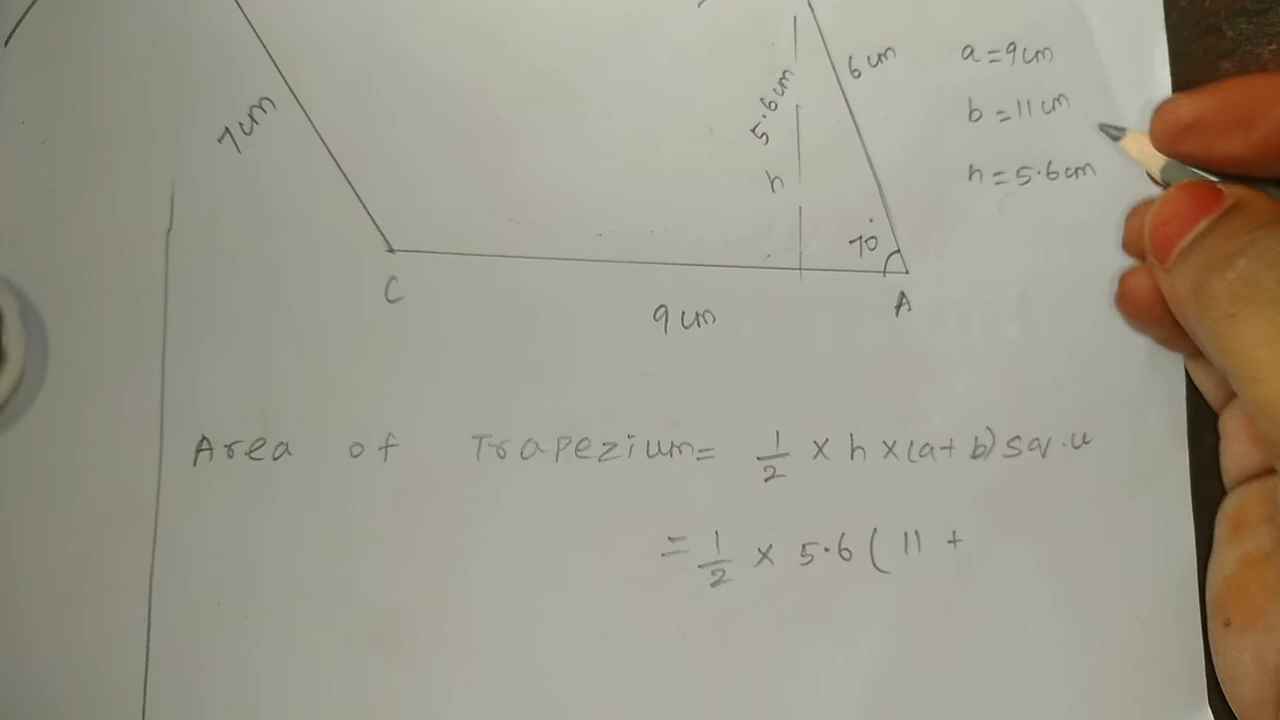 7cm
5.6cm
h
6cm
a=9cm
b=11cm
h=5.6cm
70°
C
A
9cm
Area of Trapezium= 1/2 × h ×(a+b) sq.u
= 1/2 × 5.6 ( 11 +